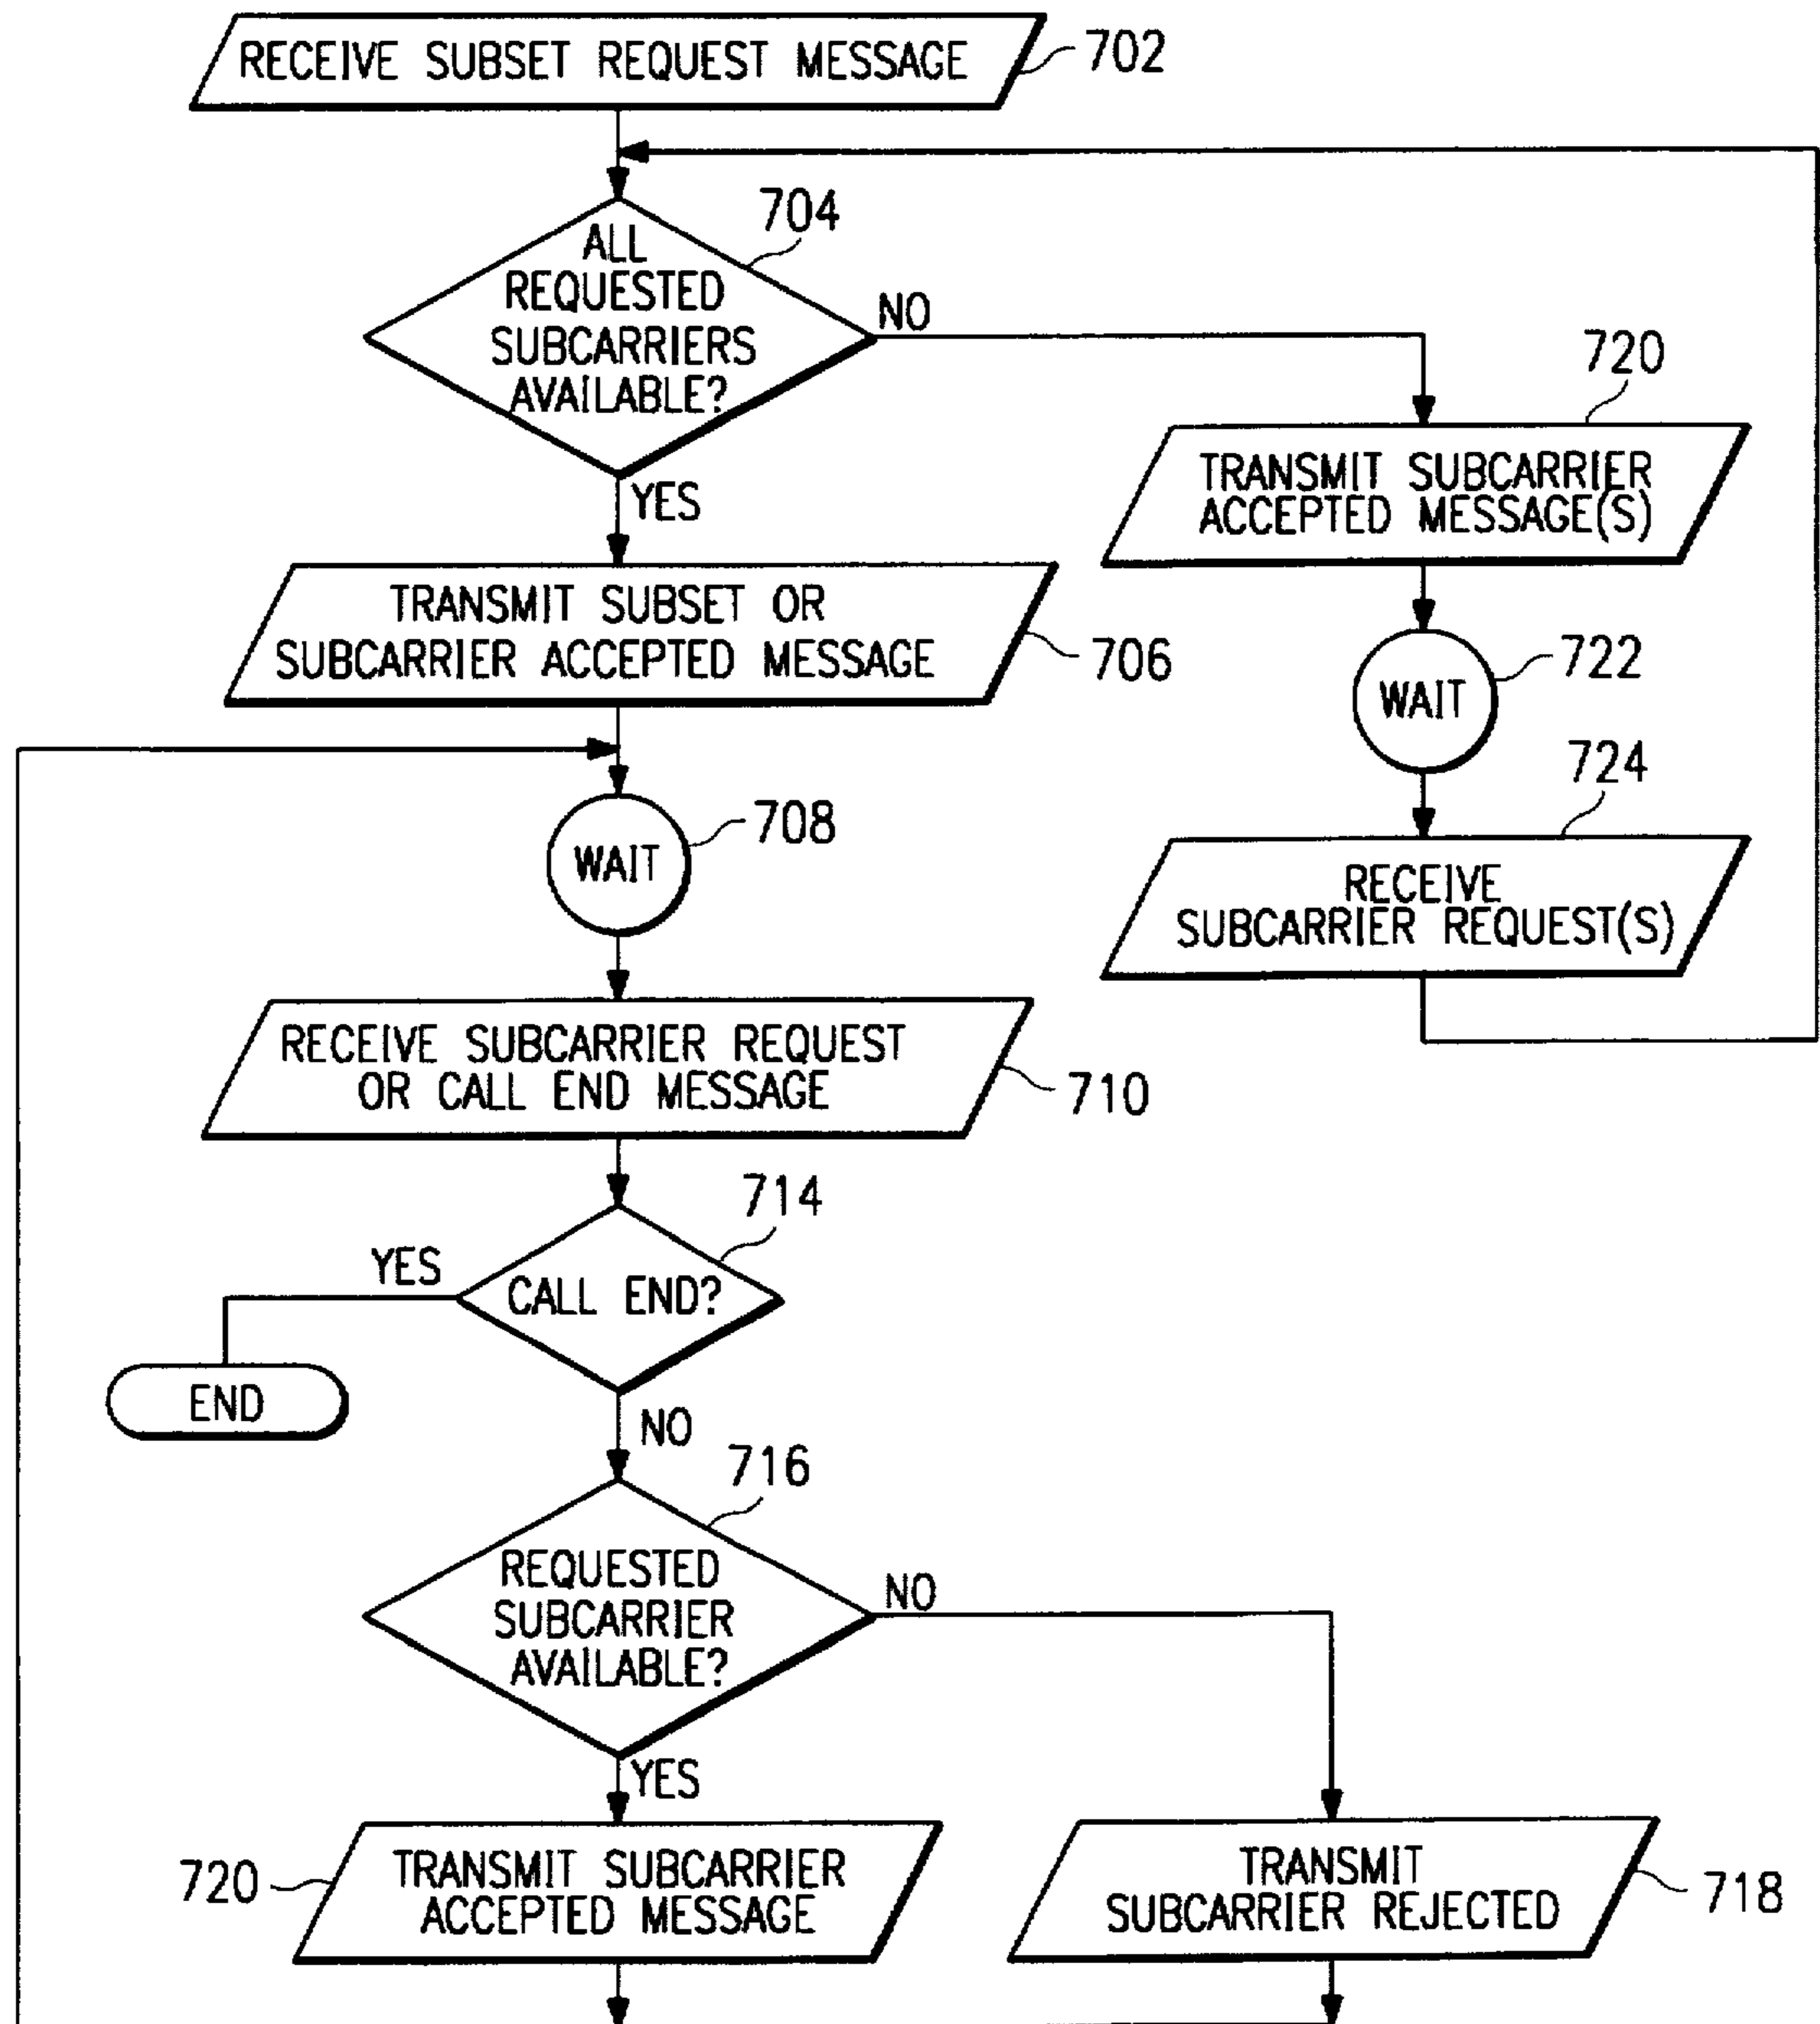 RECEIVE SUBSET REQUEST MESSAGE
702
704
ALL
REQUESTED
SUBCARRIERS
AVAILABLE?
NO
YES
720
TRANSMIT SUBCARRIER
ACCEPTED MESSAGE(S)
TRANSMIT SUBSET OR
SUBCARRIER ACCEPTED MESSAGE
706
WAIT
722
724
RECEIVE
SUBCARRIER REQUEST(S)
WAIT
708
RECEIVE SUBCARRIER REQUEST
OR CALL END MESSAGE
710
714
CALL END?
YES
END
NO
716
REQUESTED
SUBCARRIER
AVAILABLE?
NO
YES
720
TRANSMIT SUBCARRIER
ACCEPTED MESSAGE
TRANSMIT
SUBCARRIER REJECTED
718